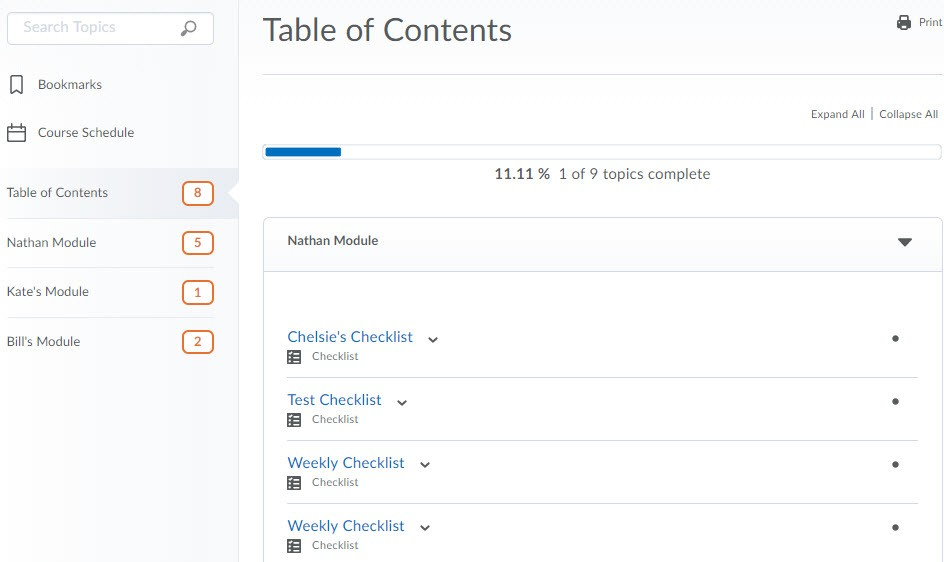 Search Topics
Bookmarks
Course Schedule
Table of Contents 8
Nathan Module 5
Kate's Module 1
Bill's Module 2
Table of Contents
Print
Expand All | Collapse All
11.11 % 1 of 9 topics complete
Nathan Module
Chelsie's Checklist
Checklist
Test Checklist
Checklist
Weekly Checklist
Checklist
Weekly Checklist
Checklist